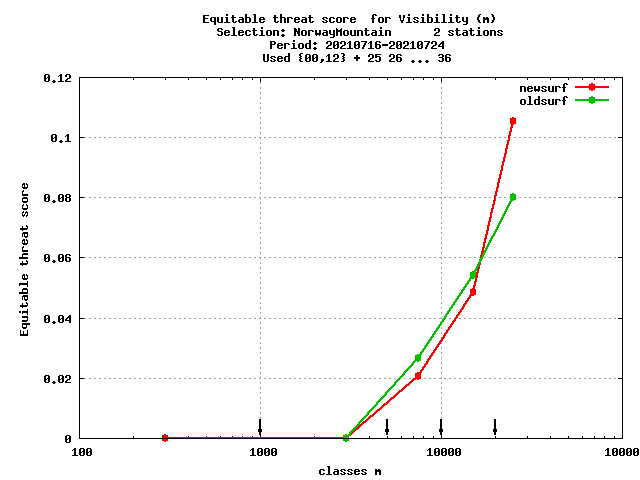 Equitable threat score  for Visibility (m)
Selection: NorwayMountain      2 stations
Period: 20210716-20210724
Used {00,12} + 25 26 ... 36
newsurf
oldsurf
0.12
0.1
0.08
0.06
0.04
0.02
0
Equitable threat score
100
1000
10000
10000
classes m